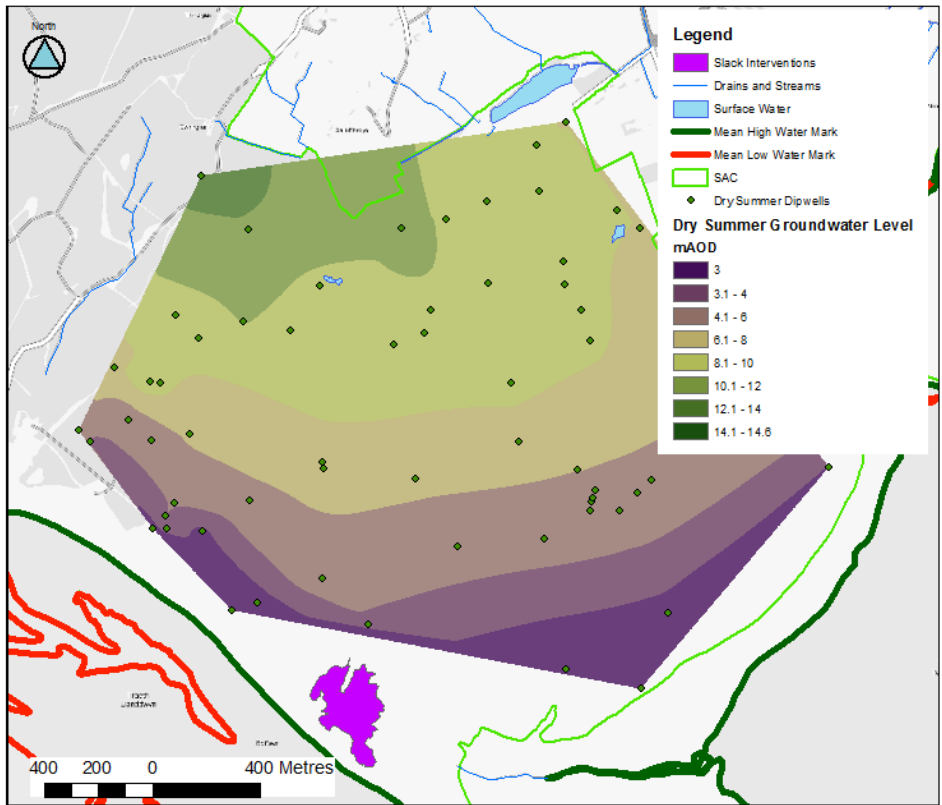 North
Legend
Slack Interventions
Drains and Streams
Surface Water
Mean High Water Mark
Mean Low Water Mark
SAC
Dry Summer Dipwells
Dry Summer Groundwater Level
mAOD
3
3.1 - 4
4.1 - 6
6.1 - 8
8.1 - 10
10.1 - 12
12.1 - 14
14.1 - 14.6
400 200 0 400 Metres